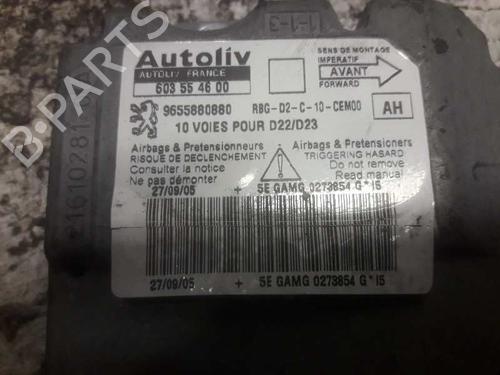 11-1-3
Autoliv
AUTOLIV FRANCE
603 55 46 00
SENS DE MONTAGE
IMPERATIF
AVANT
FORWARD
9655880880
RBG-D2-C-10-CEM00
AH
10 VOIES POUR D22/D23
Airbags & Pretensionneurs
RISQUE DE DECLENCHEMENT
Consulter la notice
Ne pas démonter
Airbags & Pretensioners
TRIGGERING HASARD
Do not remove
Read manual
27/09/05 + 5E GAMG 0273854 G*15
27/09/05 + 5E GAMG 0273854 G*15
B-PARTS